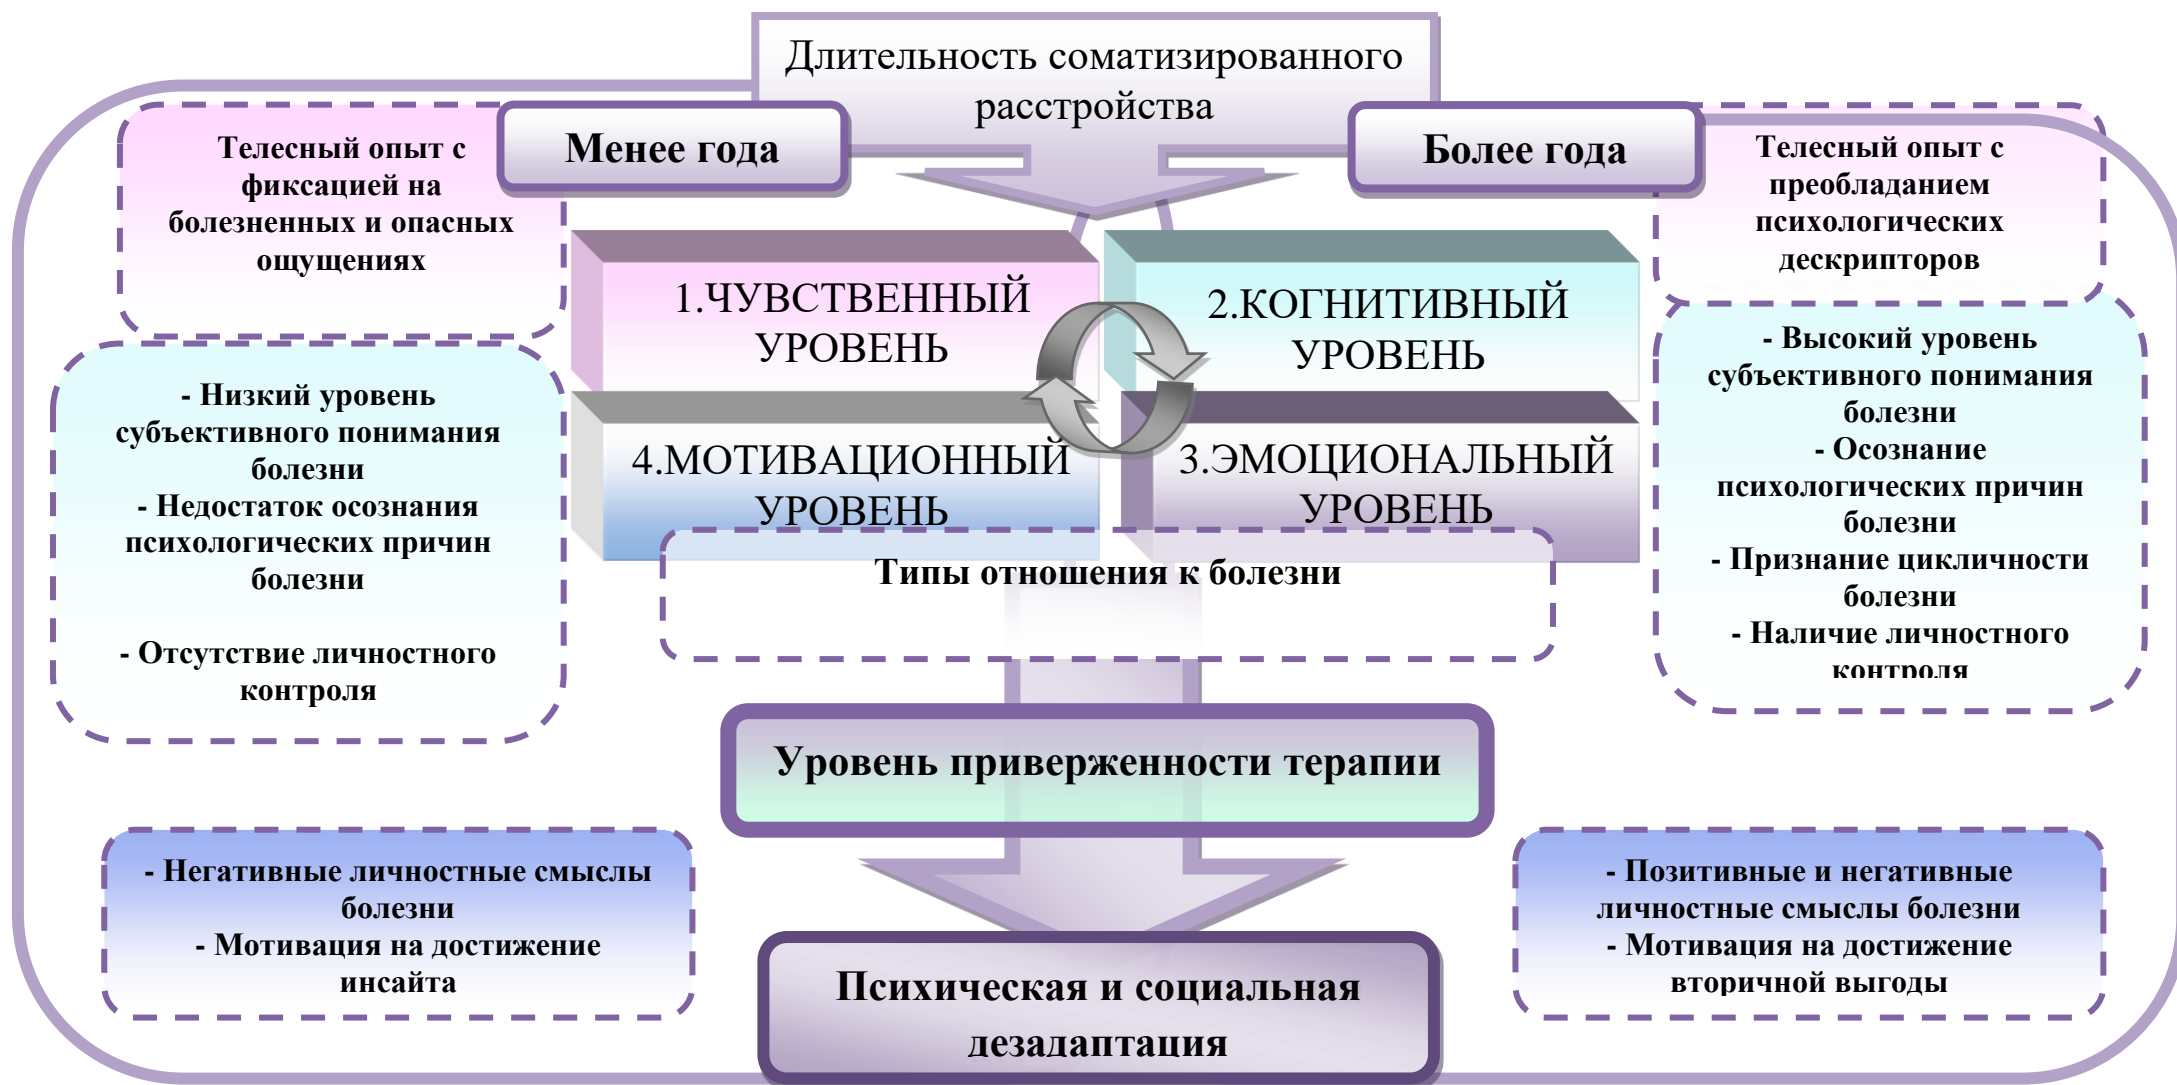 Длительность соматизированного
расстройства
Менее года
Более года
Телесный опыт с
фиксацией на
болезненных и опасных
ощущениях
Телесный опыт с
преобладанием
психологических
дескрипторов
1.ЧУВСТВЕННЫЙ
УРОВЕНЬ
2.КОГНИТИВНЫЙ
УРОВЕНЬ
4.МОТИВАЦИОННЫЙ
УРОВЕНЬ
3.ЭМОЦИОНАЛЬНЫЙ
УРОВЕНЬ
- Низкий уровень
субъективного понимания
болезни
- Недостаток осознания
психологических причин
болезни
- Отсутствие личностного
контроля
- Высокий уровень
субъективного понимания
болезни
- Осознание
психологических причин
болезни
- Признание цикличности
болезни
- Наличие личностного
контроля
Типы отношения к болезни
Уровень приверженности терапии
- Негативные личностные смыслы
болезни
- Мотивация на достижение
инсайта
- Позитивные и негативные
личностные смыслы болезни
- Мотивация на достижение
вторичной выгоды
Психическая и социальная
дезадаптация